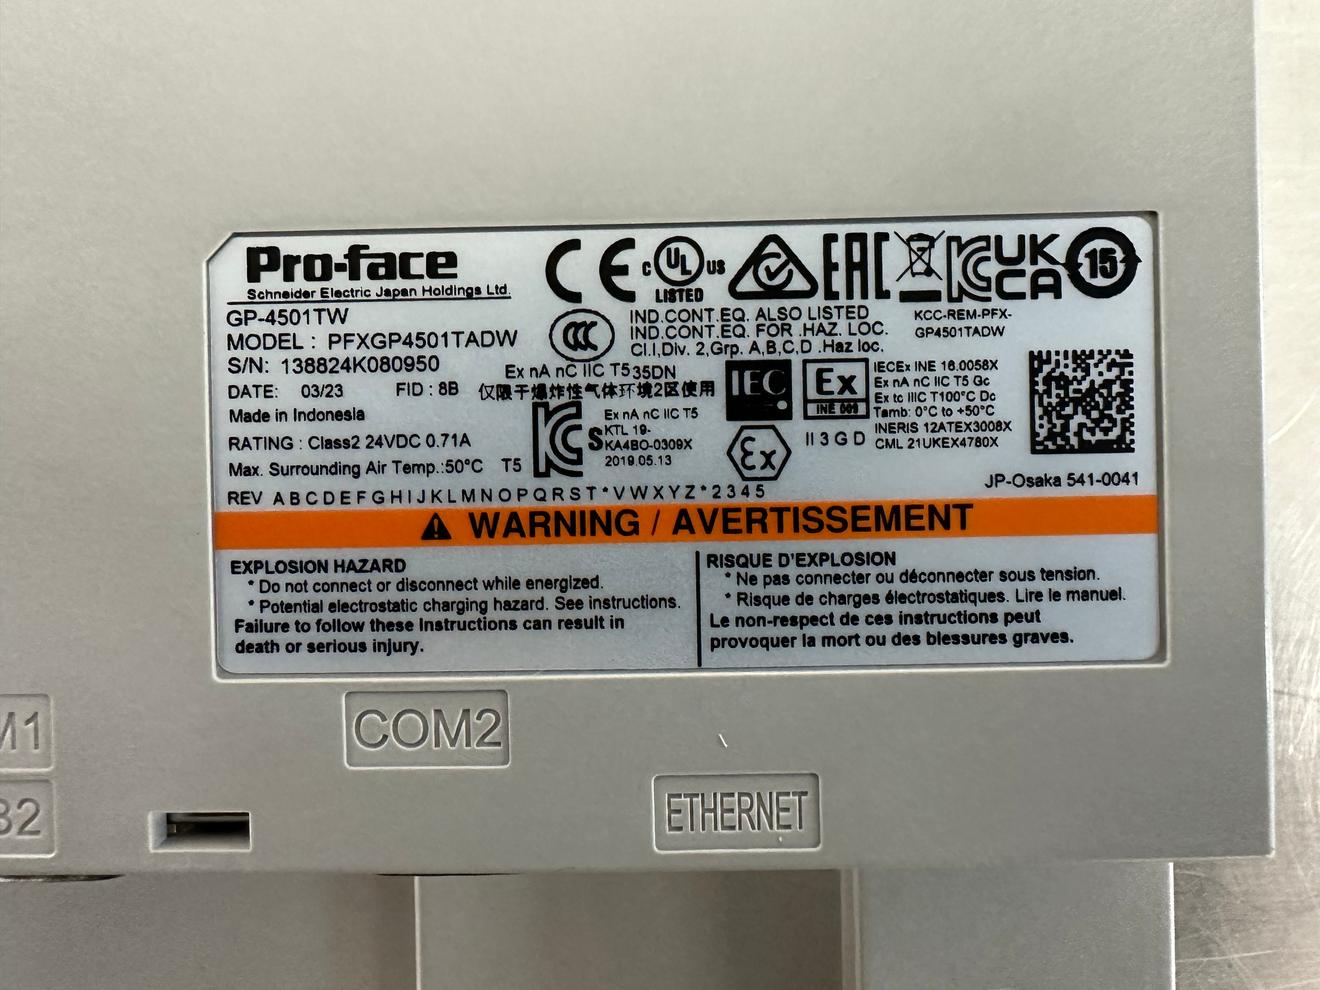 Pro-face
Schneider Electric Japan Holdings Ltd.
GP-4501TW
MODEL : PFXGP4501TADW
S/N: 138824K080950
DATE: 03/23 FID : 8B
Made in Indonesia
RATING : Class2 24VDC 0.71A
Max. Surrounding Air Temp.:50°C T5
REV A B C D E F G H I J K L M N O P Q R S T * V W X Y Z * 2 3 4 5
CE
C UL US
LISTED
EAC
KC
UK
CA
15
CCC
IND.CONT.EQ. ALSO LISTED
IND.CONT.EQ. FOR .HAZ. LOC.
Cl.I,Div. 2,Grp. A,B,C,D .Haz loc.
35DN
KCC-REM-PFX-
GP4501TADW
Ex nA nC IIC T5
仅限于爆炸性气体环境2区使用
KC s
Ex nA nC IIC T5
KTL 19-
KA4BO-0309X
2019.05.13
IEC
Ex
INE 009
Ex
II 3 G D
IECEx INE 16.0058X
Ex nA nC IIC T5 Gc
Ex tc IIIC T100°C Dc
Tamb: 0°C to +50°C
INERIS 12ATEX3008X
CML 21UKEX4780X
JP-Osaka 541-0041
WARNING / AVERTISSEMENT
EXPLOSION HAZARD
* Do not connect or disconnect while energized.
* Potential electrostatic charging hazard. See instructions.
Failure to follow these Instructions can result in
death or serious injury.
RISQUE D'EXPLOSION
* Ne pas connecter ou déconnecter sous tension.
* Risque de charges électrostatiques. Lire le manuel.
Le non-respect de ces instructions peut
provoquer la mort ou des blessures graves.
M1
COM2
B2
ETHERNET